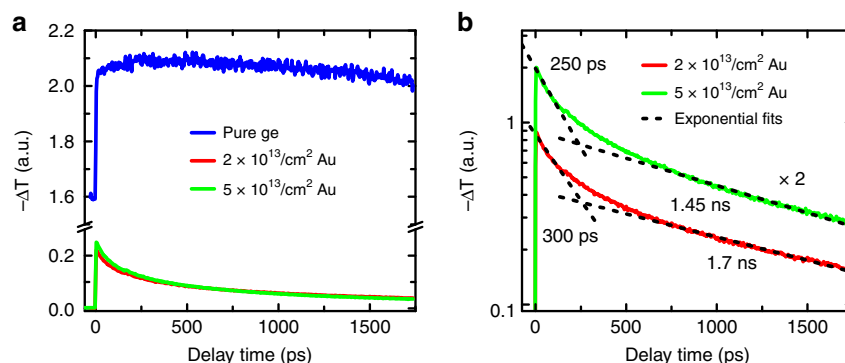 a
−ΔT (a.u.)
2.2
2.0
1.8
1.6
0.2
0.0
Pure ge
2 × 10¹³/cm² Au
5 × 10¹³/cm² Au
0
500
1000
1500
Delay time (ps)
b
−ΔT (a.u.)
1
0.1
250 ps
2 × 10¹³/cm² Au
5 × 10¹³/cm² Au
Exponential fits
× 2
1.45 ns
300 ps
1.7 ns
0
500
1000
1500
Delay time (ps)